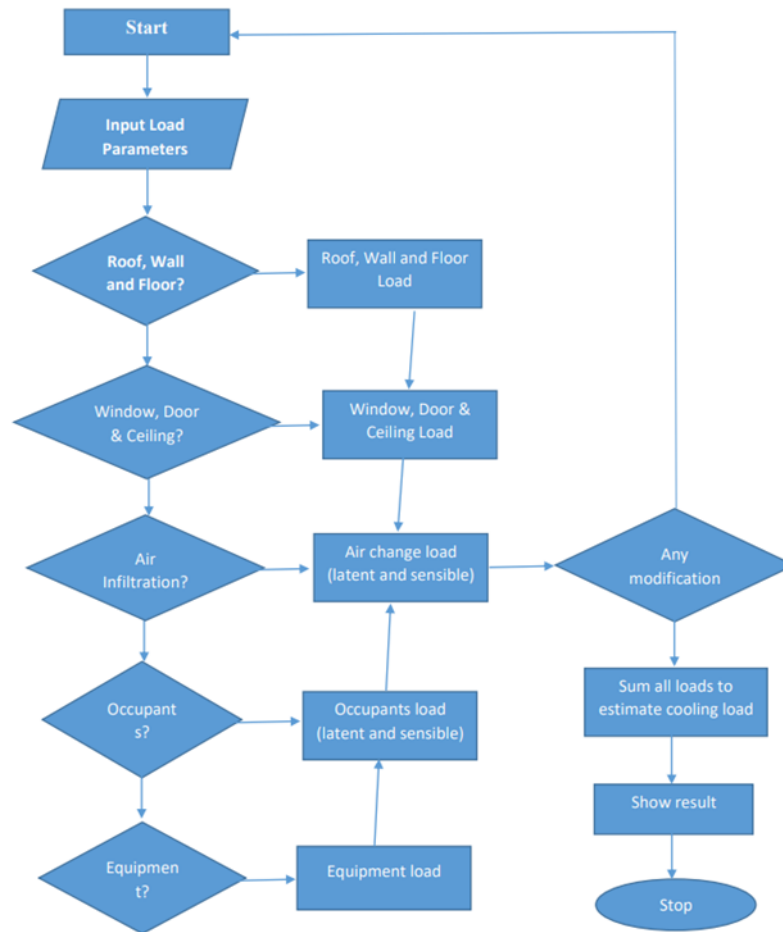 Start
Input Load
Parameters
Roof, Wall
and Floor?
Roof, Wall and Floor
Load
Window, Door
& Ceiling?
Window, Door &
Ceiling Load
Air
Infiltration?
Air change load
(latent and sensible)
Any
modification
Occupant
s?
Occupants load
(latent and sensible)
Sum all loads to
estimate cooling load
Show result
Equipmen
t?
Equipment load
Stop